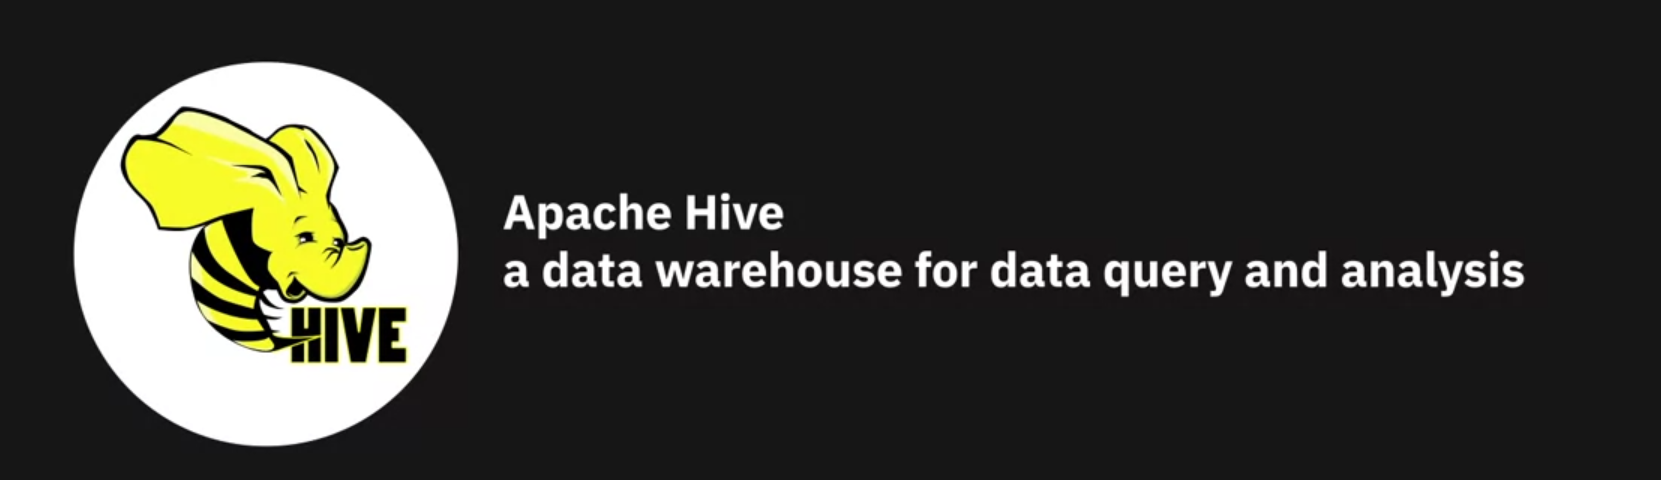 Apache Hive
a data warehouse for data query and analysis
HIVE